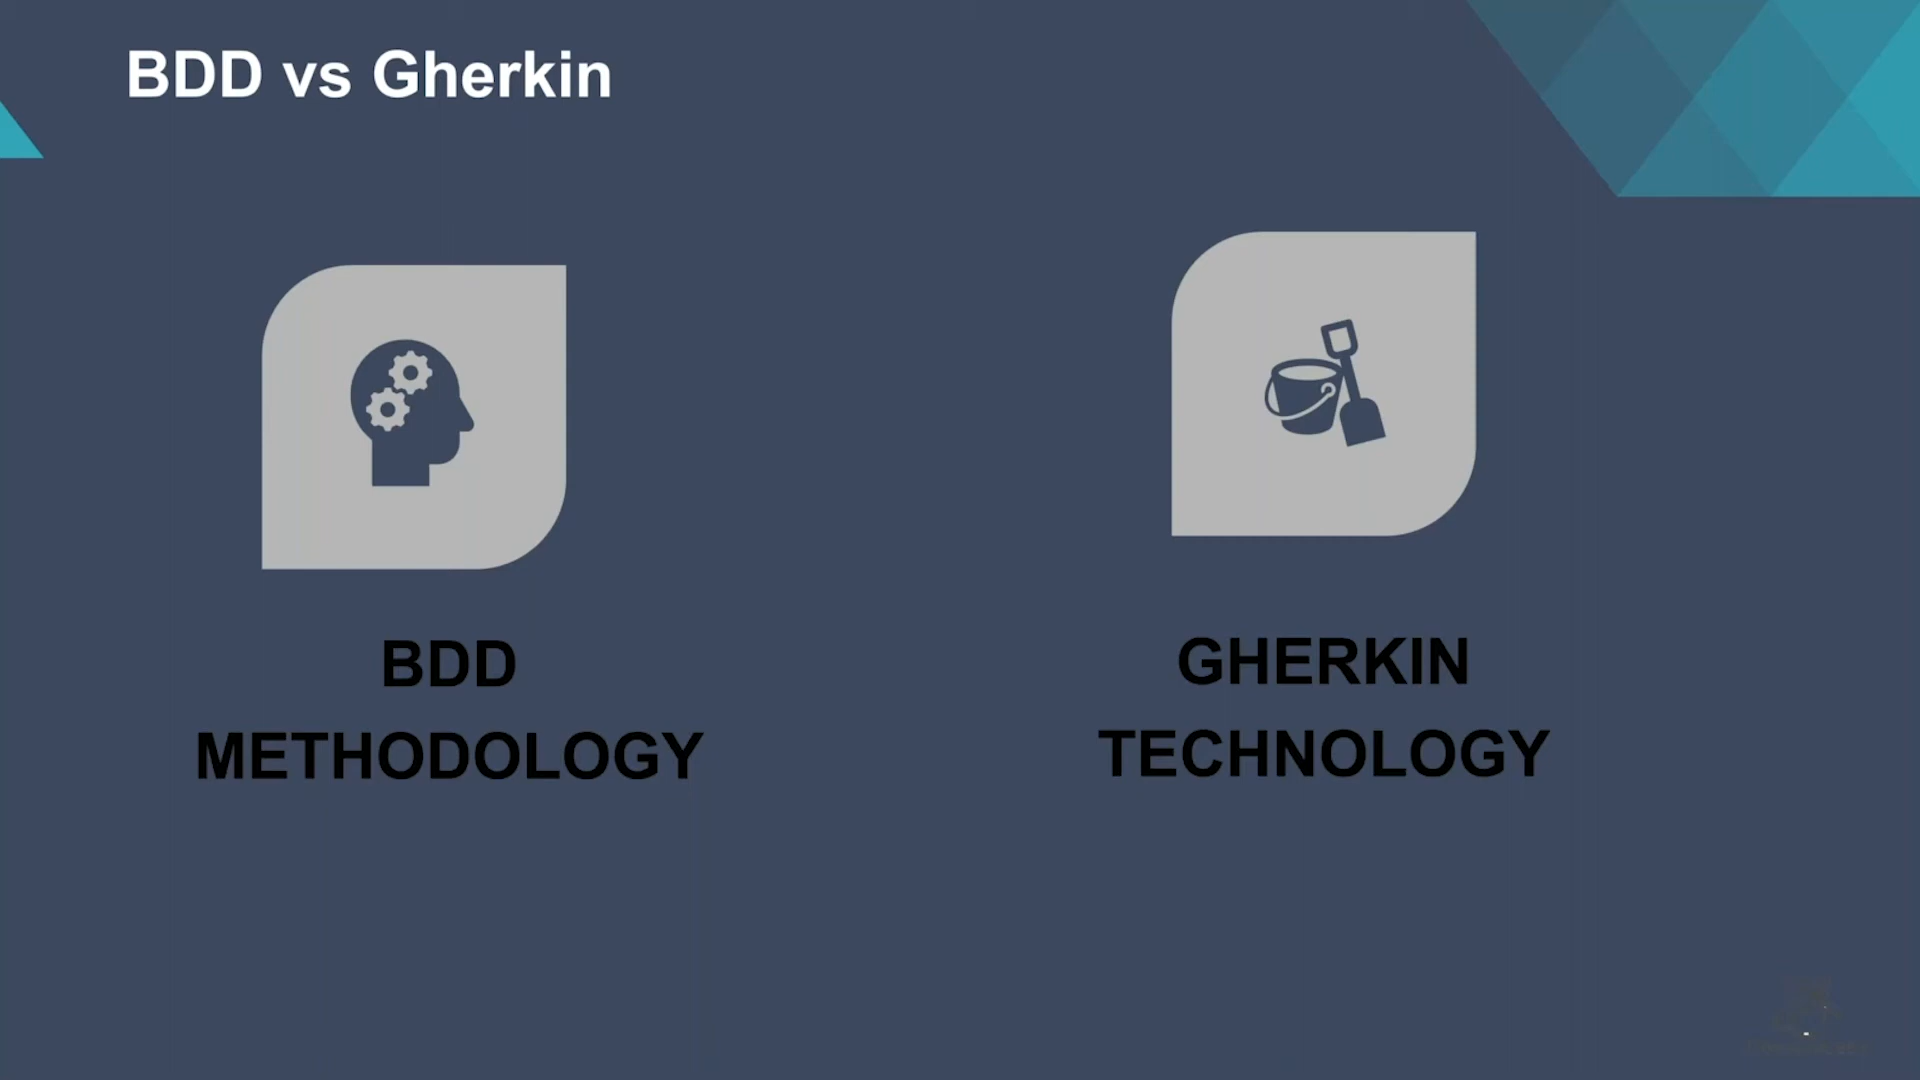 BDD vs Gherkin
BDD
METHODOLOGY
GHERKIN
TECHNOLOGY